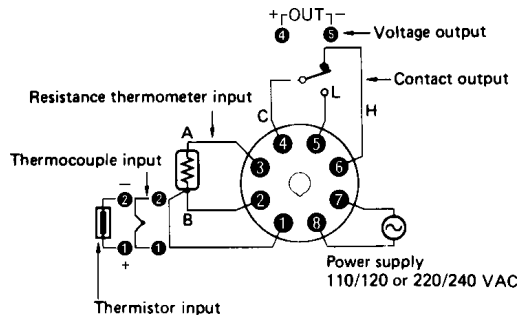 + OUT −
4 5
Voltage output
Contact output
Resistance thermometer input
C L H
A
Thermocouple input
4 5
3 6
− 2 2
2 7
B
1 8
1 1
+
Power supply
110/120 or 220/240 VAC
Thermistor input